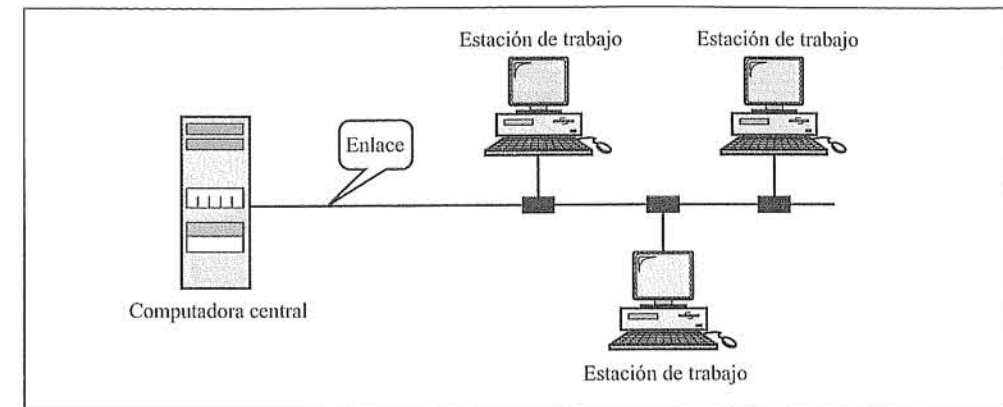 Estación de trabajo
Estación de trabajo
Enlace
Computadora central
Estación de trabajo